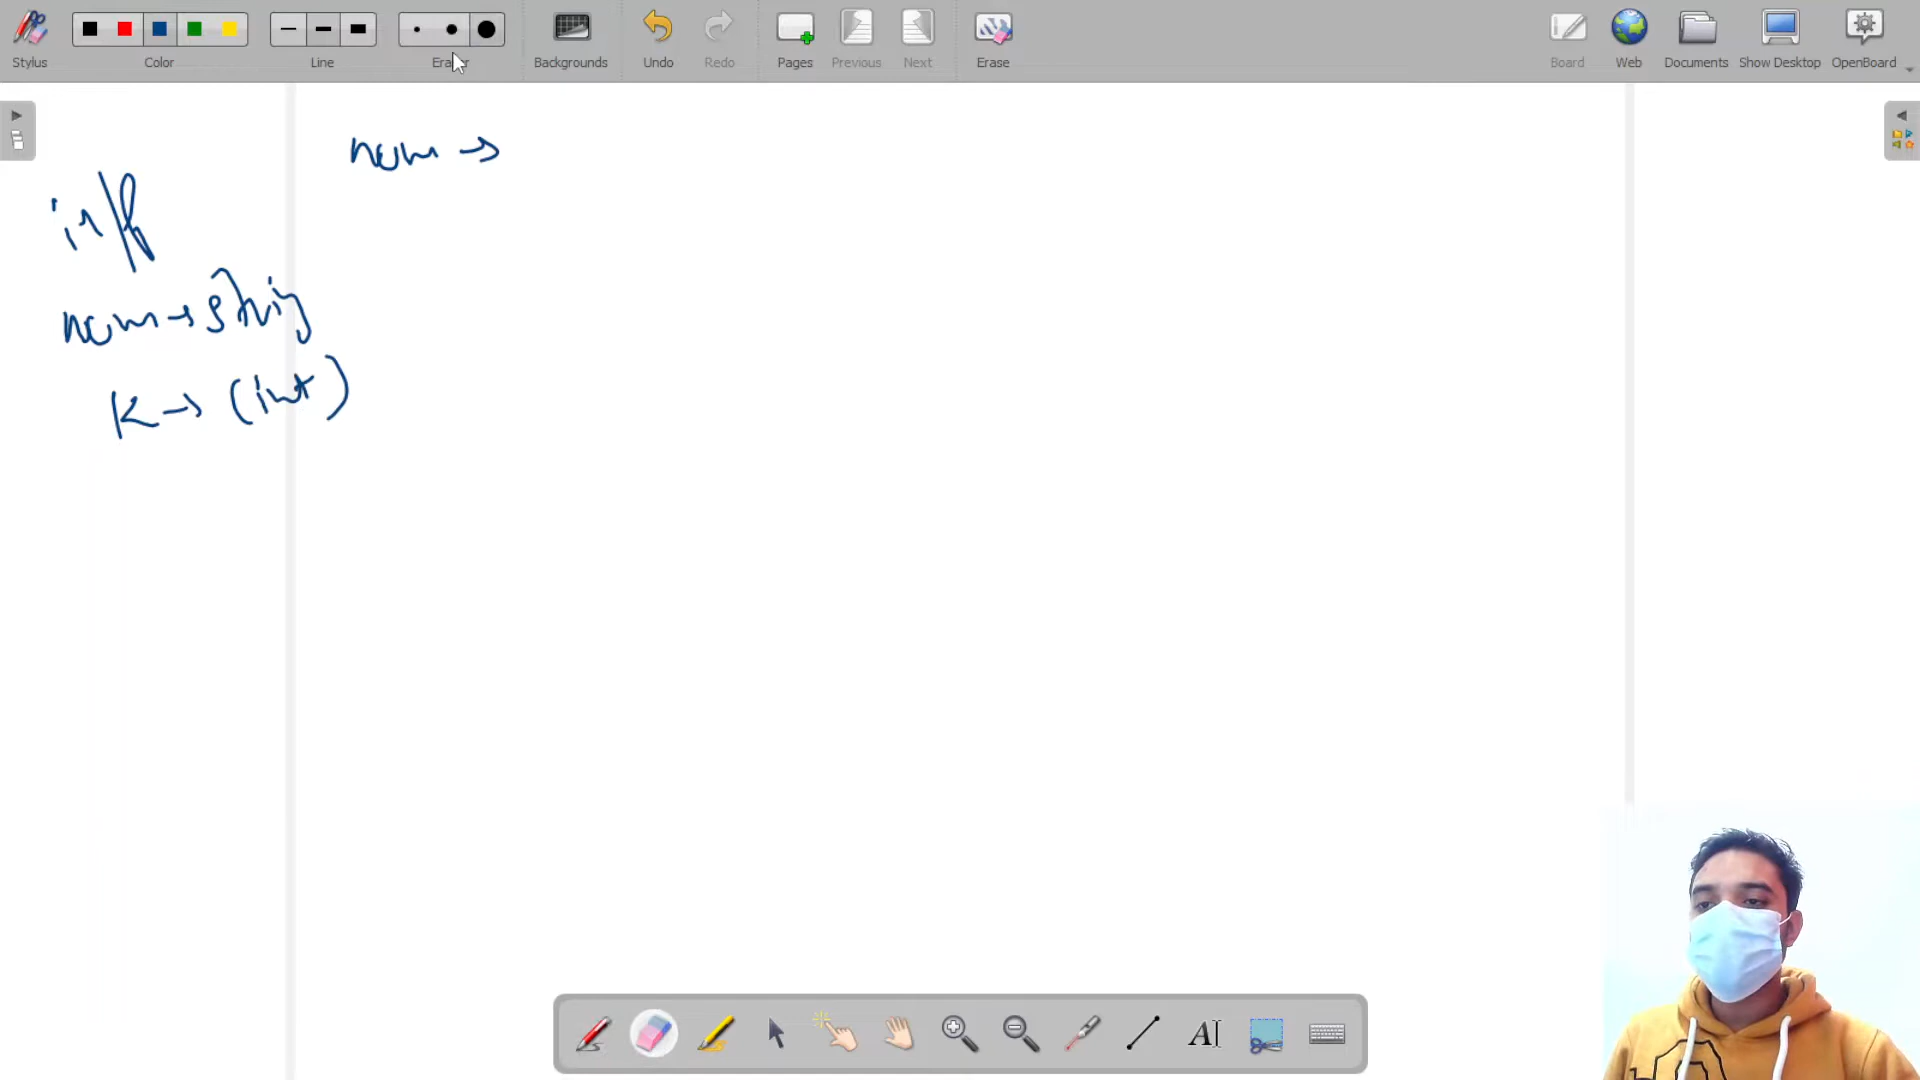 Stylus
Color
Line
Eraser
Backgrounds
Undo
Redo
Pages
Previous
Next
Erase
Board
Web
Documents
Show Desktop
OpenBoard
num →
i/p
num → string
K → (int)